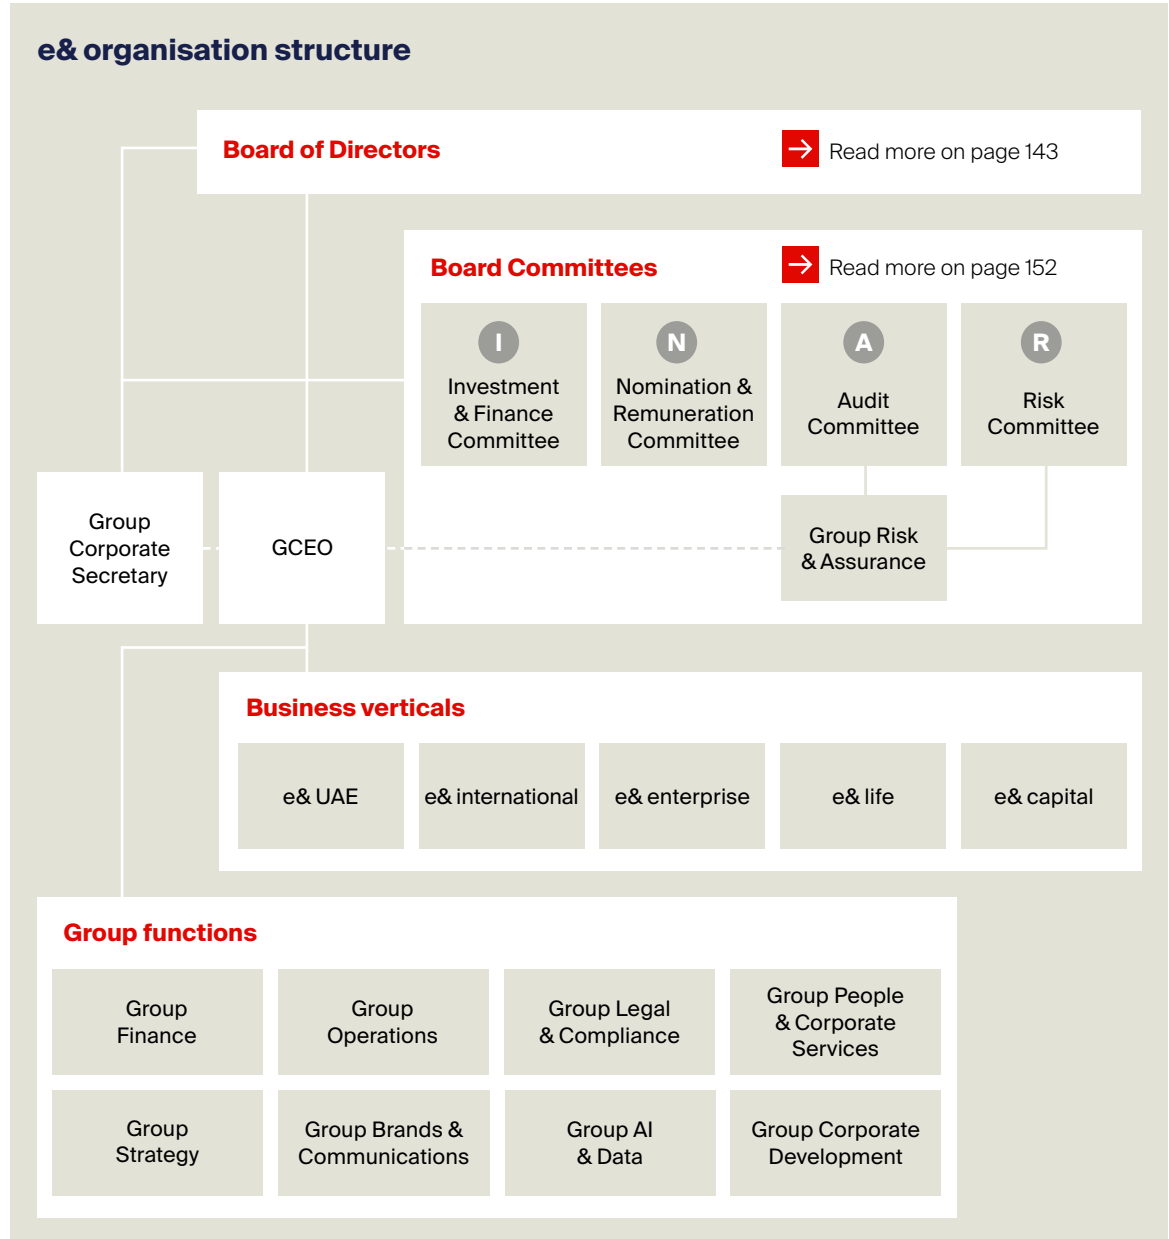 e& organisation structure
Board of Directors
Read more on page 143
Board Committees
Read more on page 152
I
Investment
& Finance
Committee
N
Nomination &
Remuneration
Committee
A
Audit
Committee
R
Risk
Committee
Group
Corporate
Secretary
GCEO
Group Risk
& Assurance
Business verticals
e& UAE
e& international
e& enterprise
e& life
e& capital
Group functions
Group
Finance
Group
Operations
Group Legal
& Compliance
Group People
& Corporate
Services
Group
Strategy
Group Brands &
Communications
Group AI
& Data
Group Corporate
Development